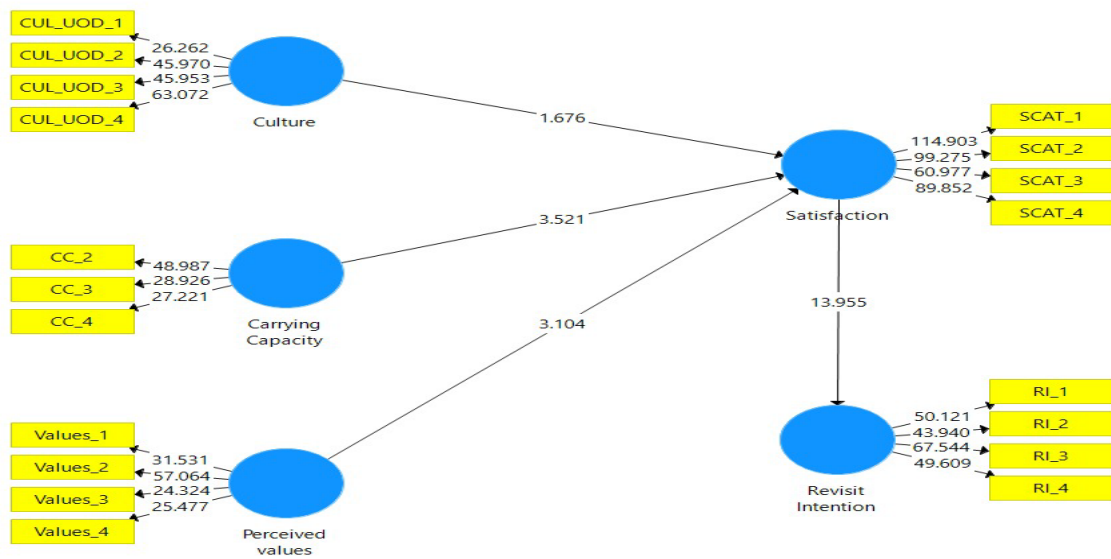 CUL_UOD_1
CUL_UOD_2
CUL_UOD_3
CUL_UOD_4
26.262
45.970
45.953
63.072
Culture
1.676
SCAT_1
SCAT_2
SCAT_3
SCAT_4
114.903
99.275
60.977
89.852
Satisfaction
CC_2
CC_3
CC_4
48.987
28.926
27.221
Carrying
Capacity
3.521
13.955
3.104
Values_1
Values_2
Values_3
Values_4
31.531
57.064
24.324
25.477
Perceived
values
RI_1
RI_2
RI_3
RI_4
50.121
43.940
67.544
49.609
Revisit
Intention